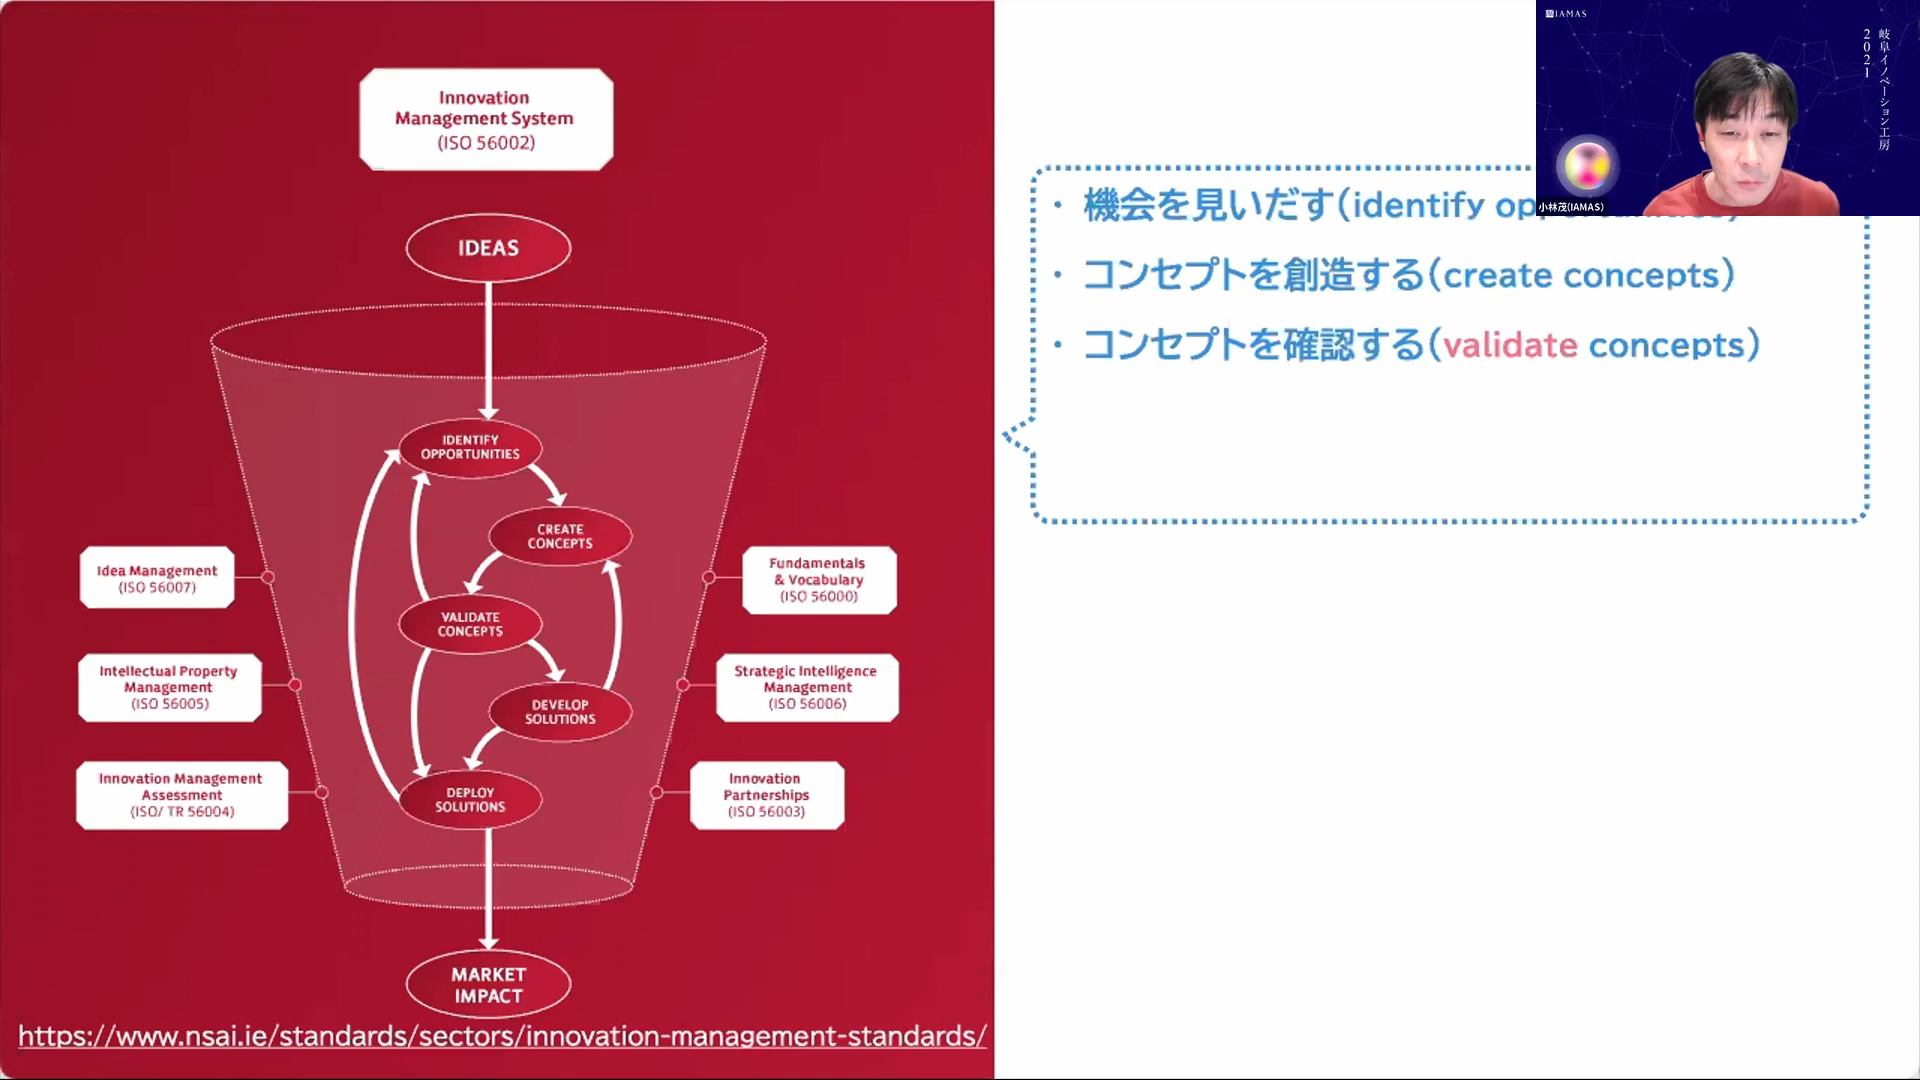 Innovation
Management System
(ISO 56002)
IDEAS
IDENTIFY
OPPORTUNITIES
CREATE
CONCEPTS
VALIDATE
CONCEPTS
DEVELOP
SOLUTIONS
DEPLOY
SOLUTIONS
MARKET
IMPACT
Idea Management
(ISO 56007)
Intellectual Property
Management
(ISO 56005)
Innovation Management
Assessment
(ISO/ TR 56004)
Fundamentals
& Vocabulary
(ISO 56000)
Strategic Intelligence
Management
(ISO 56006)
Innovation
Partnerships
(ISO 56003)
https://www.nsai.ie/standards/sectors/innovation-management-standards/
・ 機会を見いだす(identify
・ コンセプトを創造する(create concepts)
・ コンセプトを確認する(validate concepts)
IAMAS
岐阜イノベーション工房
2021
小林茂(IAMAS)